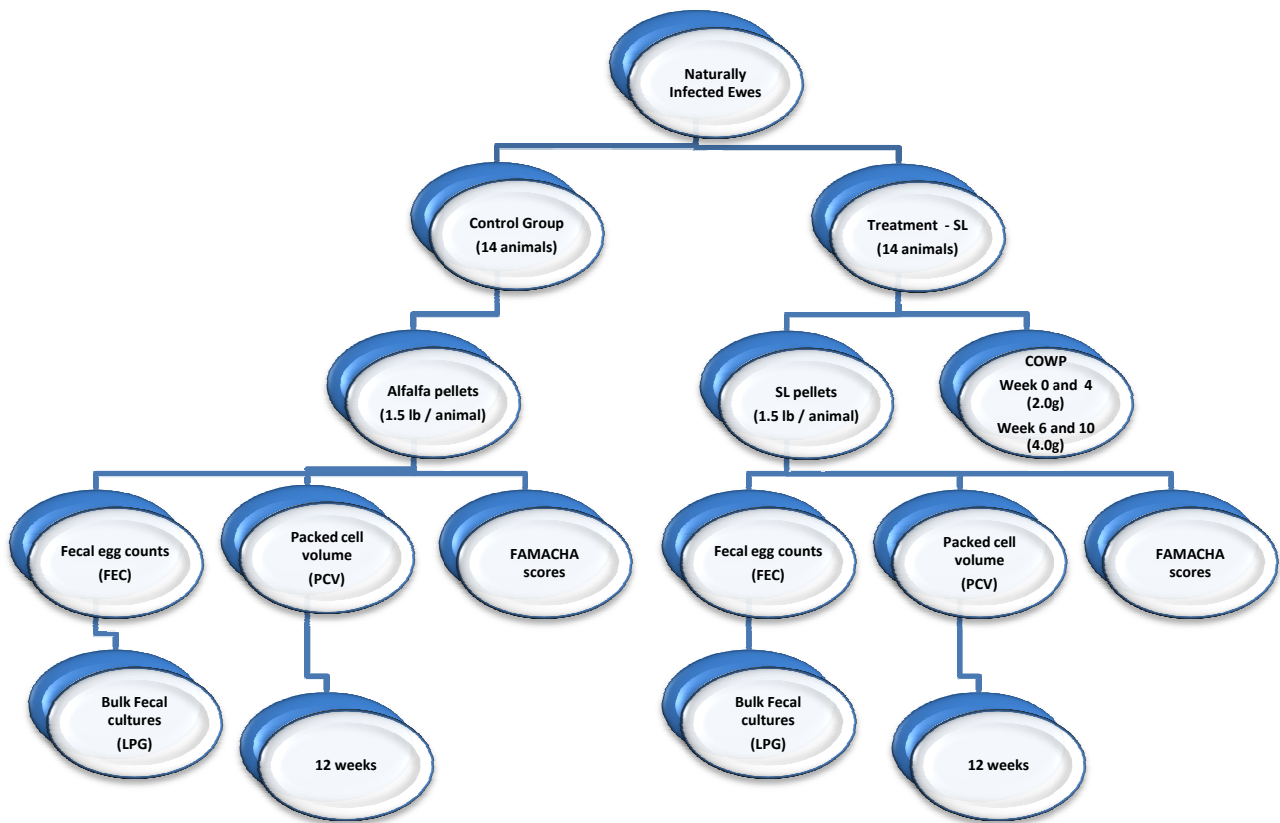 Naturally
Infected Ewes
Control Group
(14 animals)
Treatment - SL
(14 animals)
Alfalfa pellets
(1.5 lb / animal)
SL pellets
(1.5 lb / animal)
COWP
Week 0 and 4
(2.0g)
Week 6 and 10
(4.0g)
Fecal egg counts
(FEC)
Packed cell
volume
(PCV)
FAMACHA
scores
Fecal egg counts
(FEC)
Packed cell
volume
(PCV)
FAMACHA
scores
Bulk Fecal
cultures
(LPG)
12 weeks
Bulk Fecal
cultures
(LPG)
12 weeks